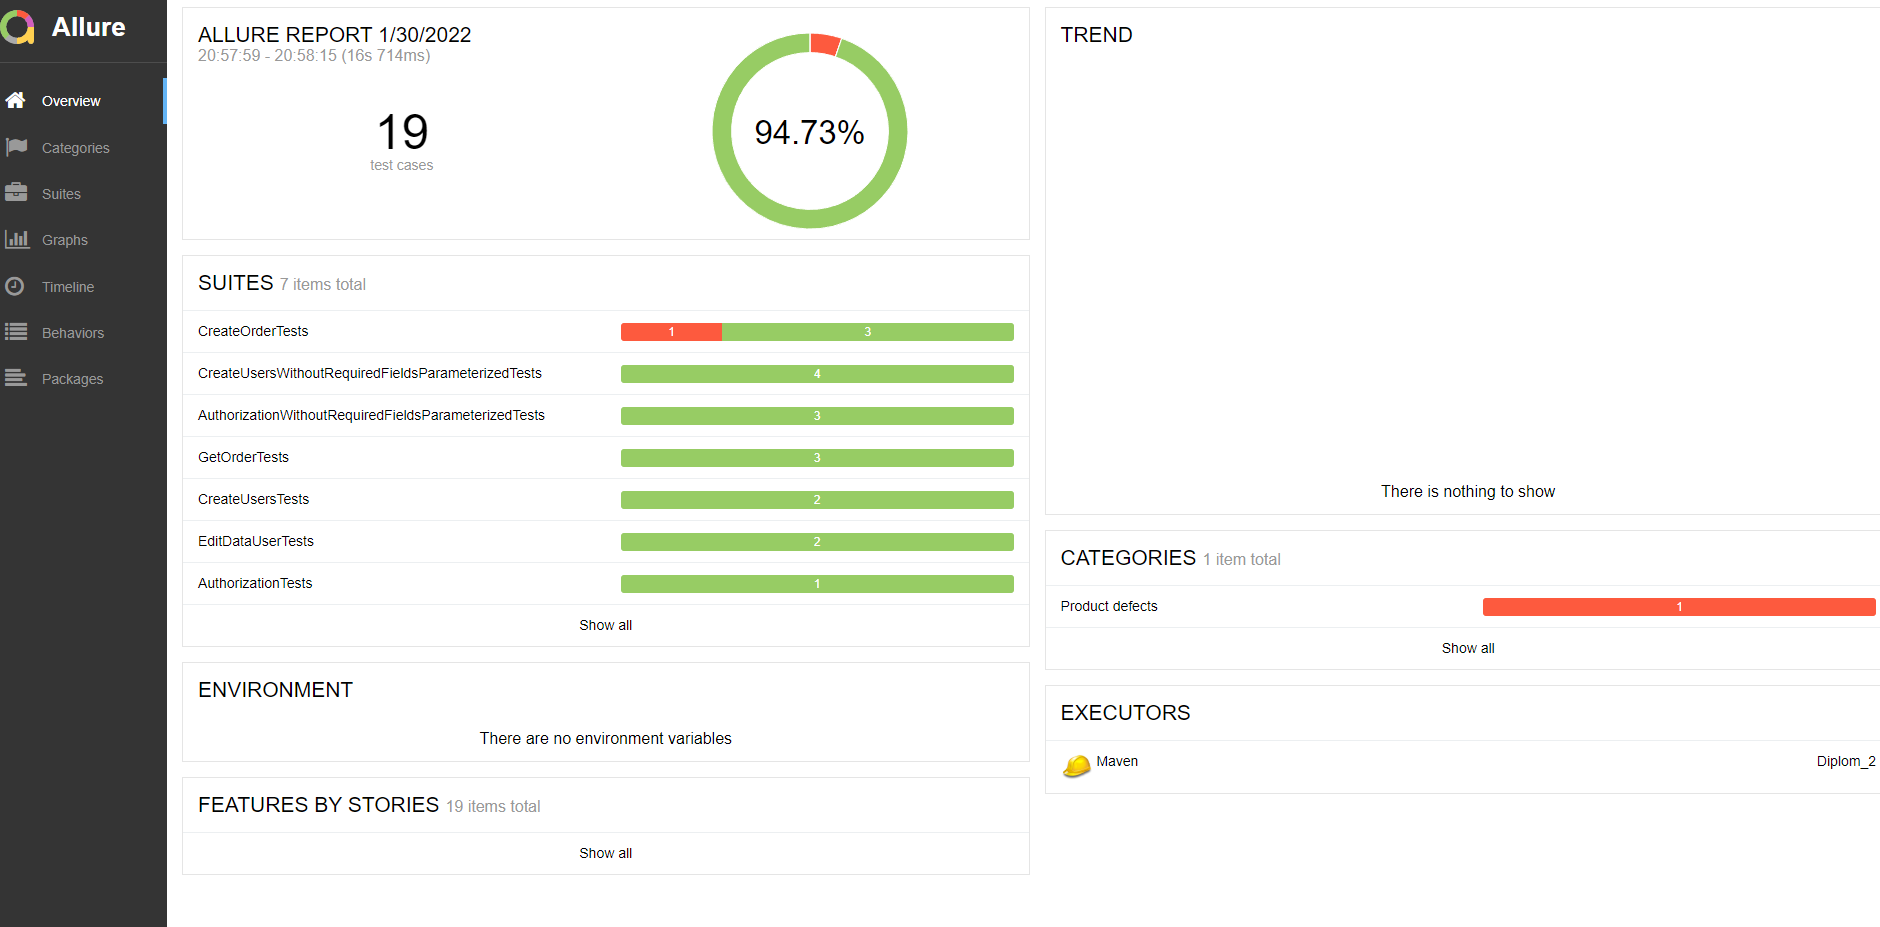 Allure
Overview
Categories
Suites
Graphs
Timeline
Behaviors
Packages
ALLURE REPORT 1/30/2022
20:57:59 - 20:58:15 (16s 714ms)
19
test cases
94.73%
SUITES 7 items total
CreateOrderTests 1 3
CreateUsersWithoutRequiredFieldsParameterizedTests 4
AuthorizationWithoutRequiredFieldsParameterizedTests 3
GetOrderTests 3
CreateUsersTests 2
EditDataUserTests 2
AuthorizationTests 1
Show all
ENVIRONMENT
There are no environment variables
FEATURES BY STORIES 19 items total
Show all
TREND
There is nothing to show
CATEGORIES 1 item total
Product defects 1
Show all
EXECUTORS
Maven Diplom_2